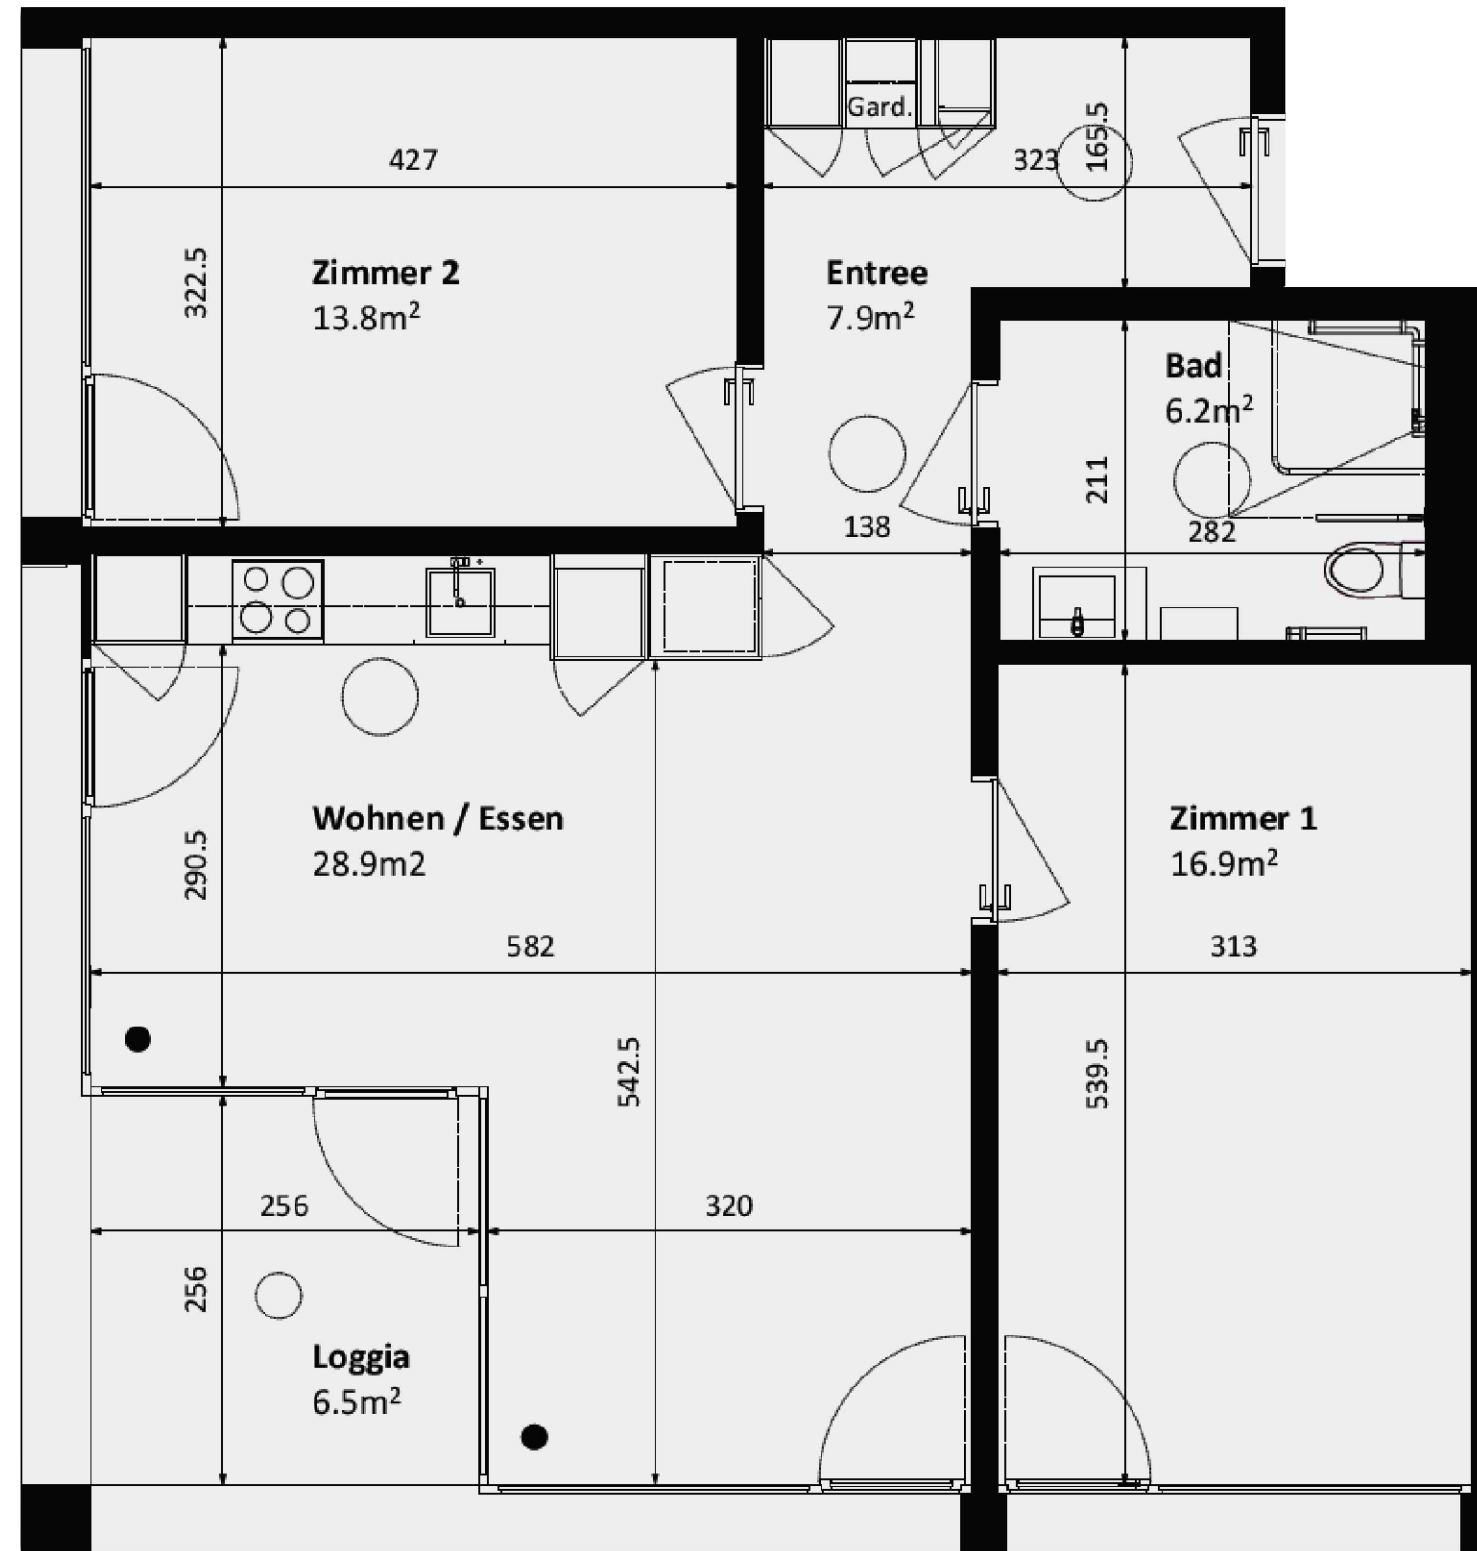 Gard.
165.5
427
323
322.5
Zimmer 2
13.8m²
Entree
7.9m²
Bad
6.2m²
211
138
282
Wohnen / Essen
28.9m2
Zimmer 1
16.9m²
290.5
582
313
542.5
539.5
256
320
256
Loggia
6.5m²